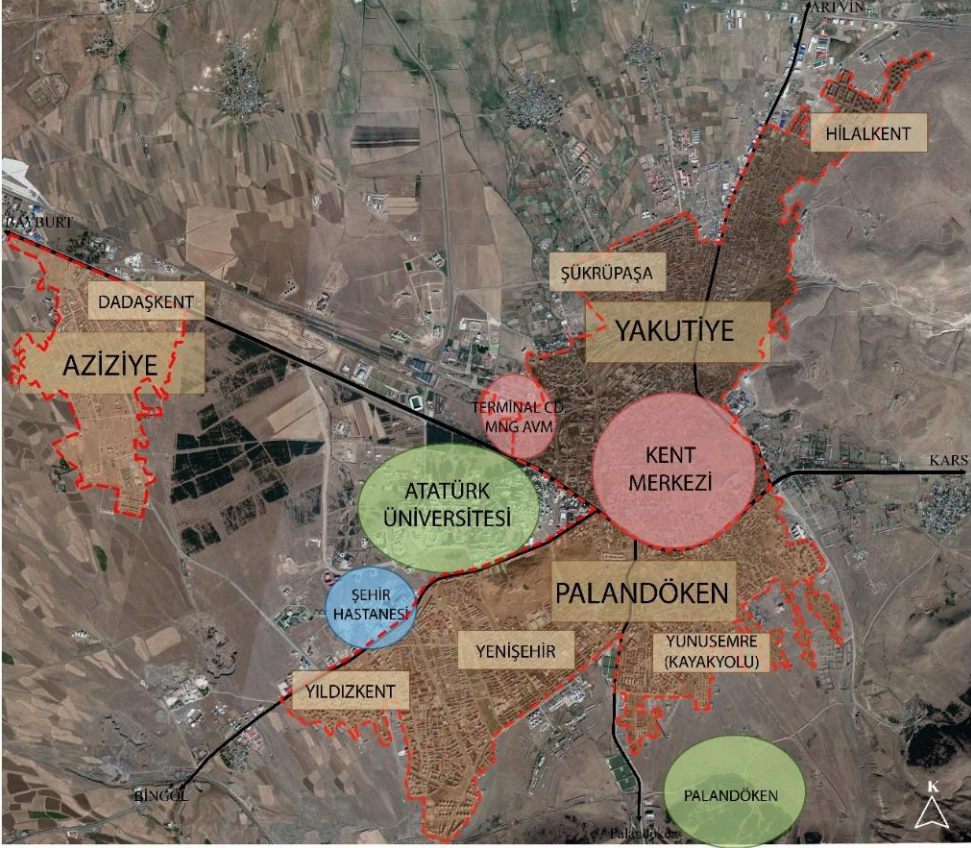 ARTVİN
HİLALKENT
BAYBURT
ŞÜKRÜPAŞA
DADAŞKENT
YAKUTİYE
AZİZİYE
TERMİNAL CD
MNG AVM
KENT
MERKEZİ
KARS
ATATÜRK
ÜNİVERSİTESİ
ŞEHİR
HASTANESİ
PALANDÖKEN
YENİŞEHİR
YUNUSEMRE
(KAYAKYOLU)
YILDIZKENT
BİNGÖL
PALANDÖKEN
K
Palandöken